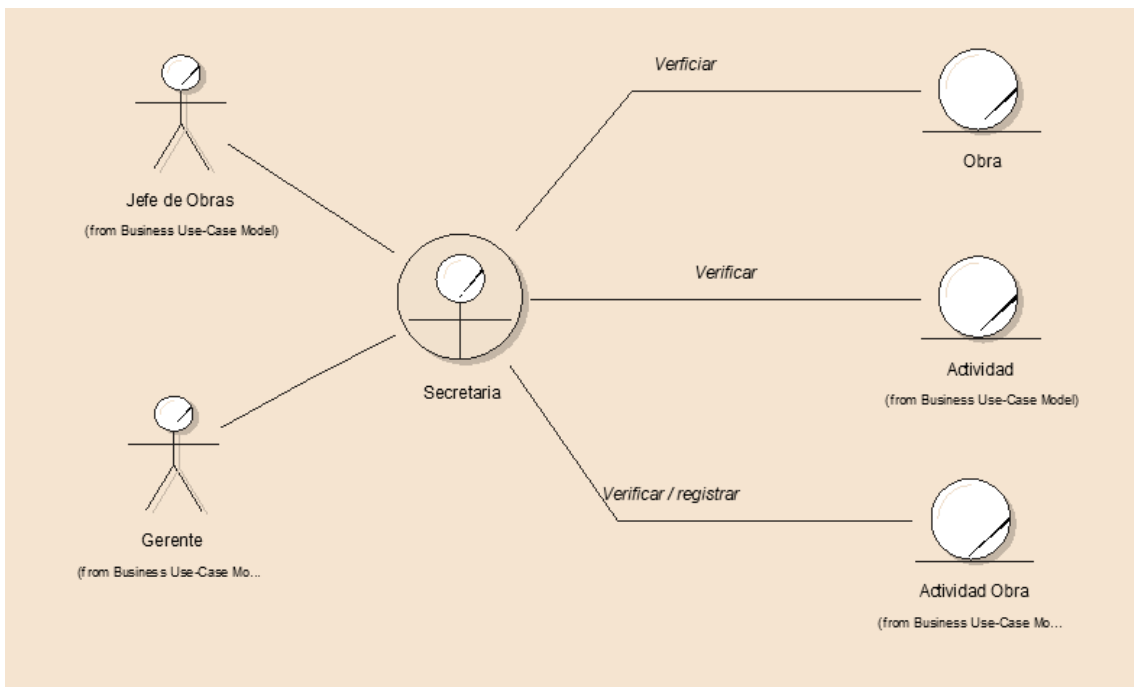 Verficiar
Obra
Jefe de Obras
(from Business Use-Case Model)
Verificar
Secretaria
Actividad
(from Business Use-Case Model)
Verificar / registrar
Gerente
(from Business Use-Case Mo...
Actividad Obra
(from Business Use-Case Mo...